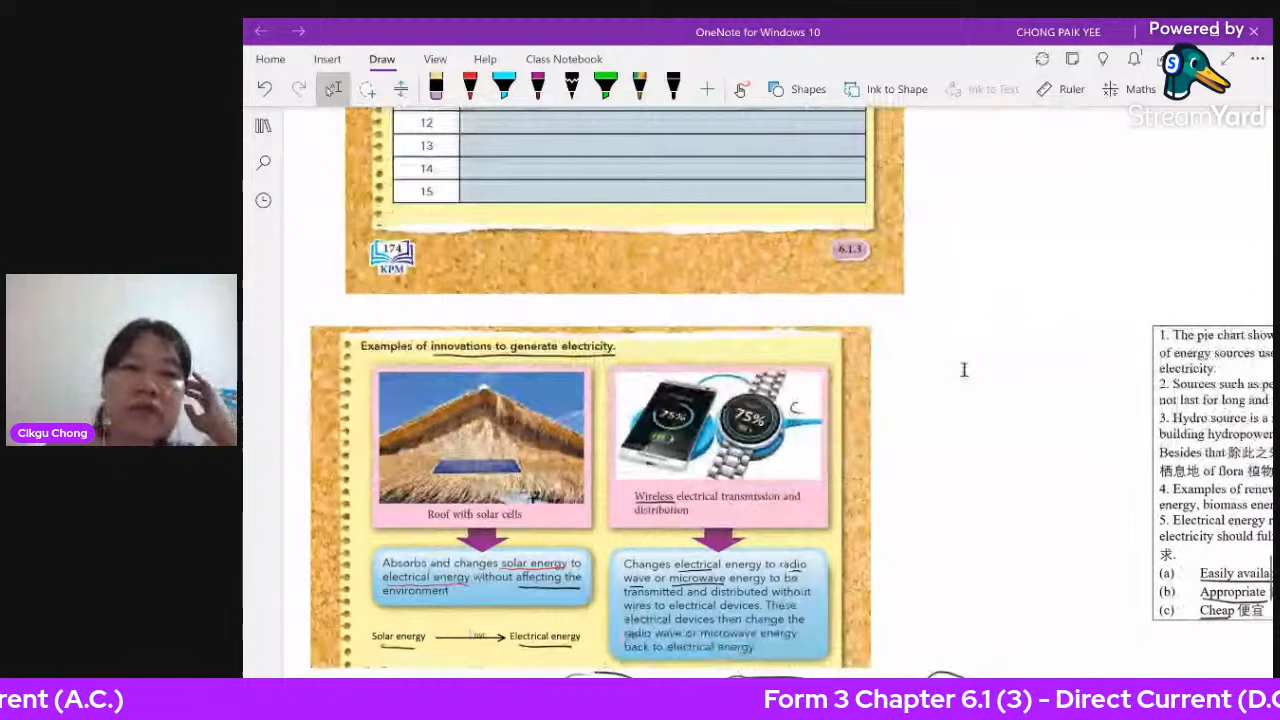 OneNote for Windows 10
CHONG PAIK YEE
Powered by
Home Insert Draw View Help Class Notebook
Shapes Ink to Shape Ink to Text Ruler Maths
StreamYard
12
13
14
15
174
KPM
6.1.3
Examples of innovations to generate electricity.
75%
75%
Roof with solar cells
Wireless electrical transmission and
distribution
Absorbs and changes solar energy to
electrical energy without affecting the
environment
Solar energy
Electrical energy
Changes electrical energy to radio
wave or microwave energy to be
transmitted and distributed without
wires to electrical devices. These
electrical devices then change the
radio wave or microwave energy
back to electrical energy
1. The pie chart show
of energy sources us
electricity.
2. Sources such as pe
not last for long and
3. Hydro source is a
building hydropower
Besides that 除此之
栖息地 of flora 植物
4. Examples of renew
energy, biomass ene
5. Electrical energy r
electricity should ful
求.
(a) Easily availa
(b) Appropriate
(c) Cheap 便宜
Cikgu Chong
rent (A.C.)
Form 3 Chapter 6.1 (3) - Direct Current (D.C